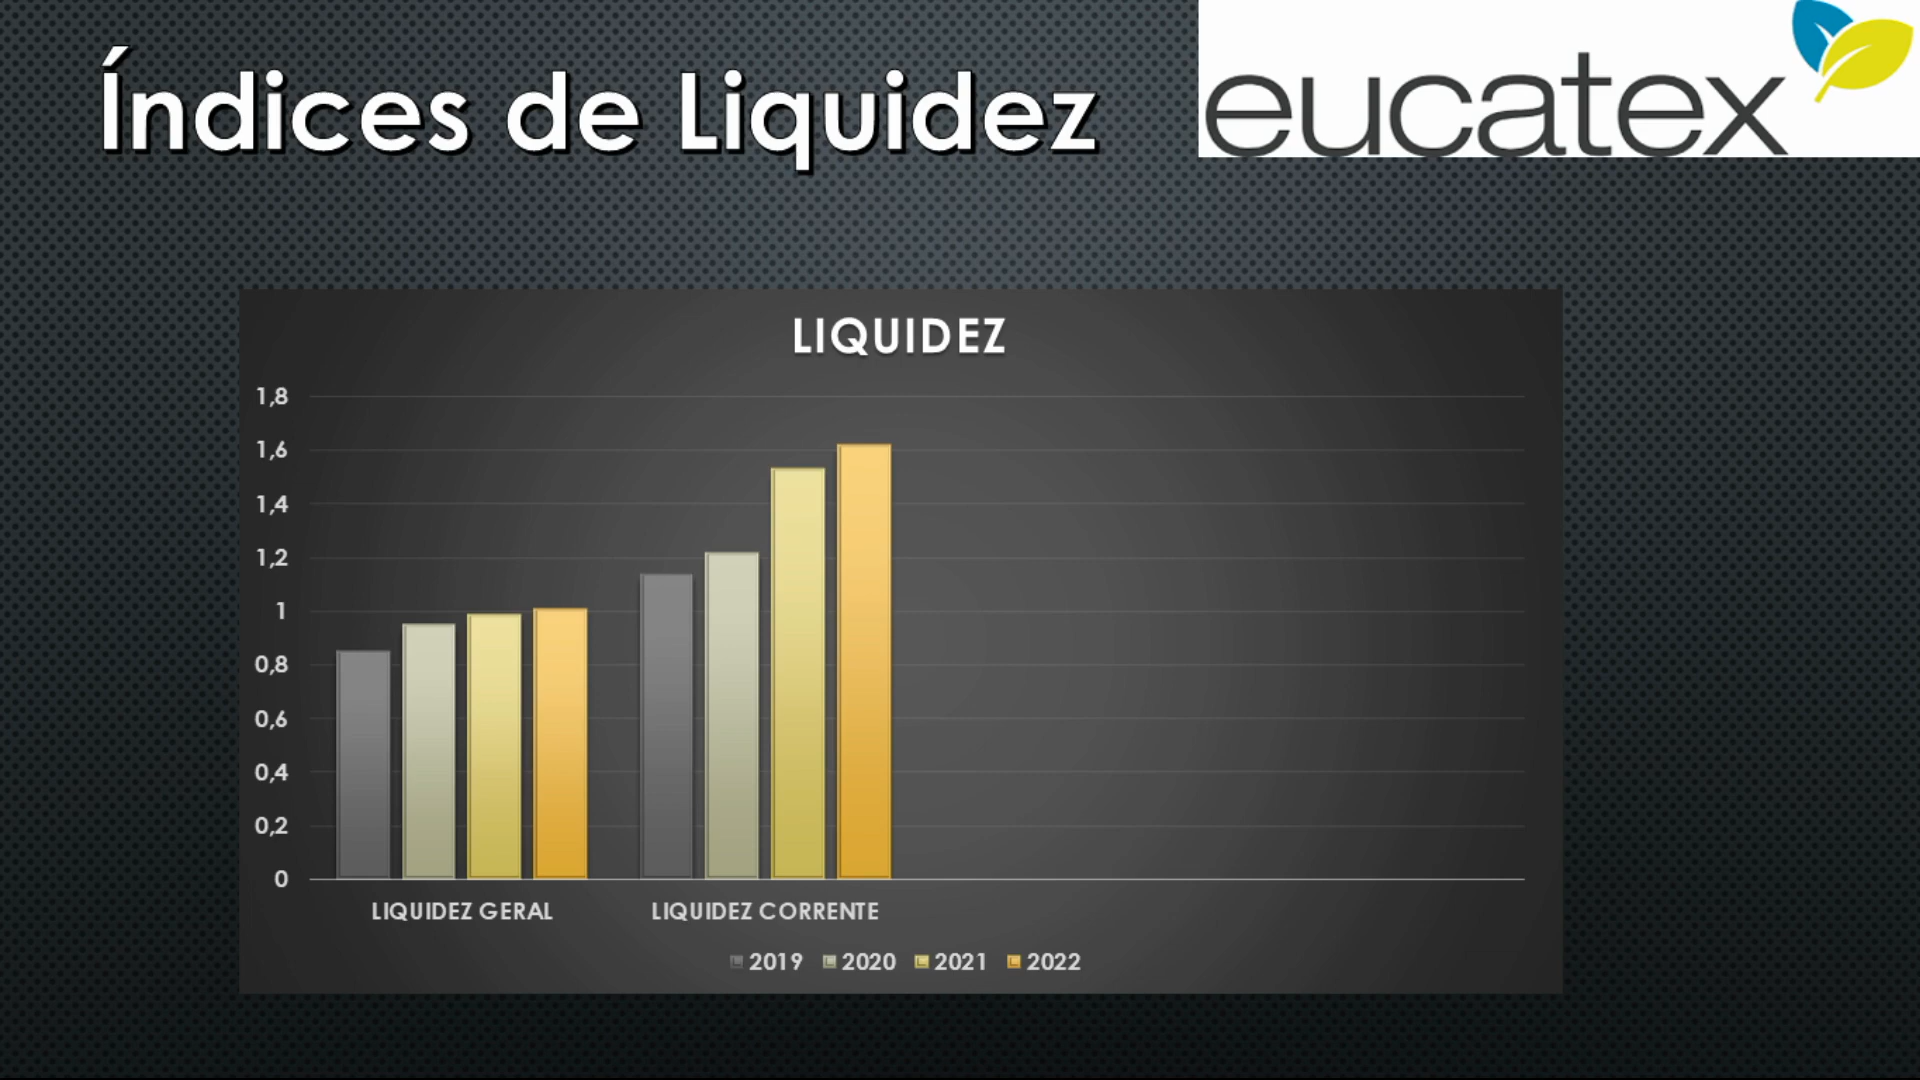 Índices de Liquidez
eucatex
LIQUIDEZ
1,8
1,6
1,4
1,2
1
0,8
0,6
0,4
0,2
0
LIQUIDEZ GERAL LIQUIDEZ CORRENTE
2019 2020 2021 2022